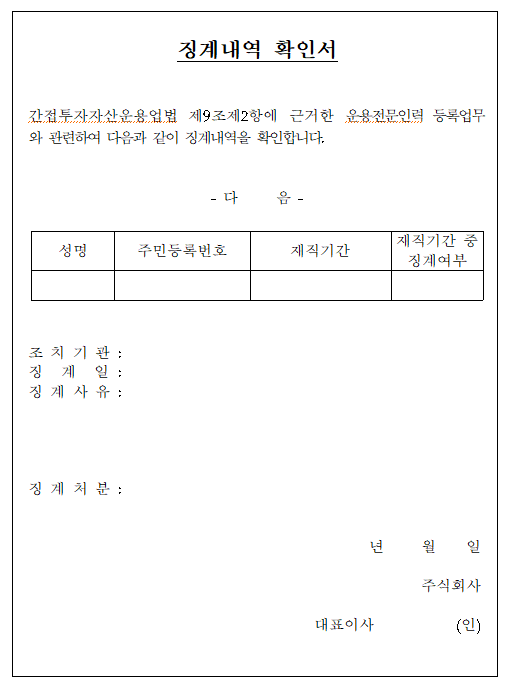 징계내역 확인서
간접투자자산운용업법 제9조제2항에 근거한 운용전문인력 등록업무
와 관련하여 다음과 같이 징계내역을 확인합니다.
- 다 음 -
성명 주민등록번호 재직기간 재직기간 중
징계여부
조 치 기 관 :
징 계 일 :
징 계 사 유 :
징 계 처 분 :
년 월 일
주식회사
대표이사 (인)